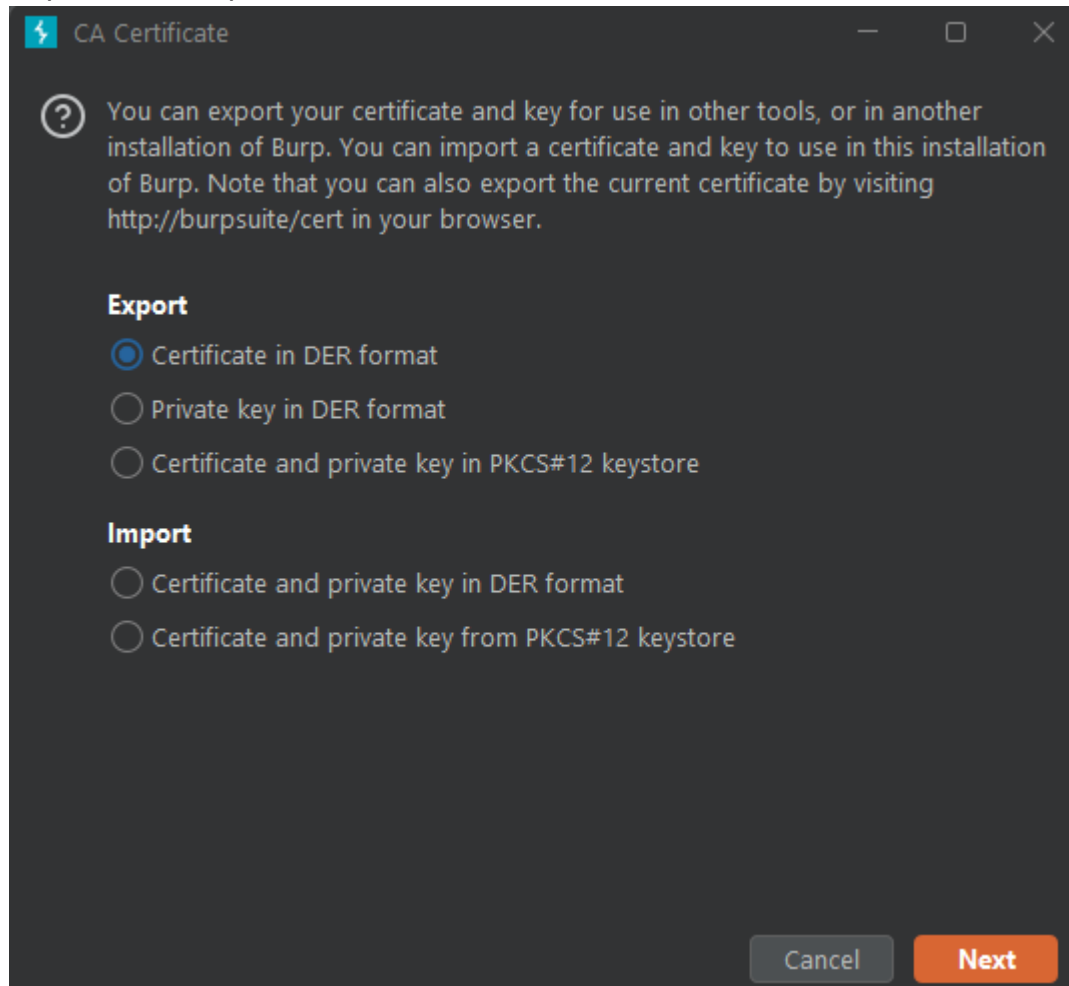 CA Certificate
You can export your certificate and key for use in other tools, or in another
installation of Burp. You can import a certificate and key to use in this installation
of Burp. Note that you can also export the current certificate by visiting
http://burpsuite/cert in your browser.
Export
Certificate in DER format
Private key in DER format
Certificate and private key in PKCS#12 keystore
Import
Certificate and private key in DER format
Certificate and private key from PKCS#12 keystore
Cancel Next